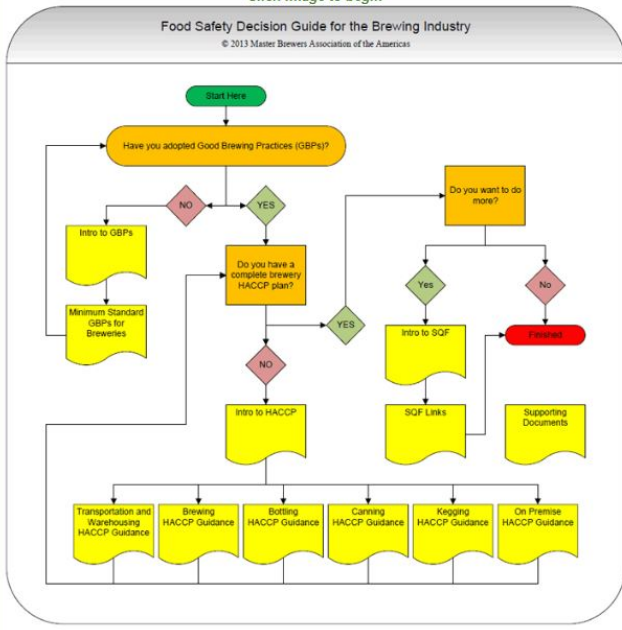 Click image to begin
Food Safety Decision Guide for the Brewing Industry
© 2013 Master Brewers Association of the Americas
Start Here
Have you adopted Good Brewing Practices (GBPs)?
NO
YES
Intro to GBPs
Minimum Standard
GBPs for
Breweries
Do you have a
complete brewery
HACCP plan?
YES
NO
Intro to HACCP
Do you want to do
more?
Yes
No
Intro to SQF
Finished
SQF Links
Supporting
Documents
Transportation and
Warehousing
HACCP Guidance
Brewing
HACCP Guidance
Bottling
HACCP Guidance
Canning
HACCP Guidance
Kegging
HACCP Guidance
On Premise
HACCP Guidance